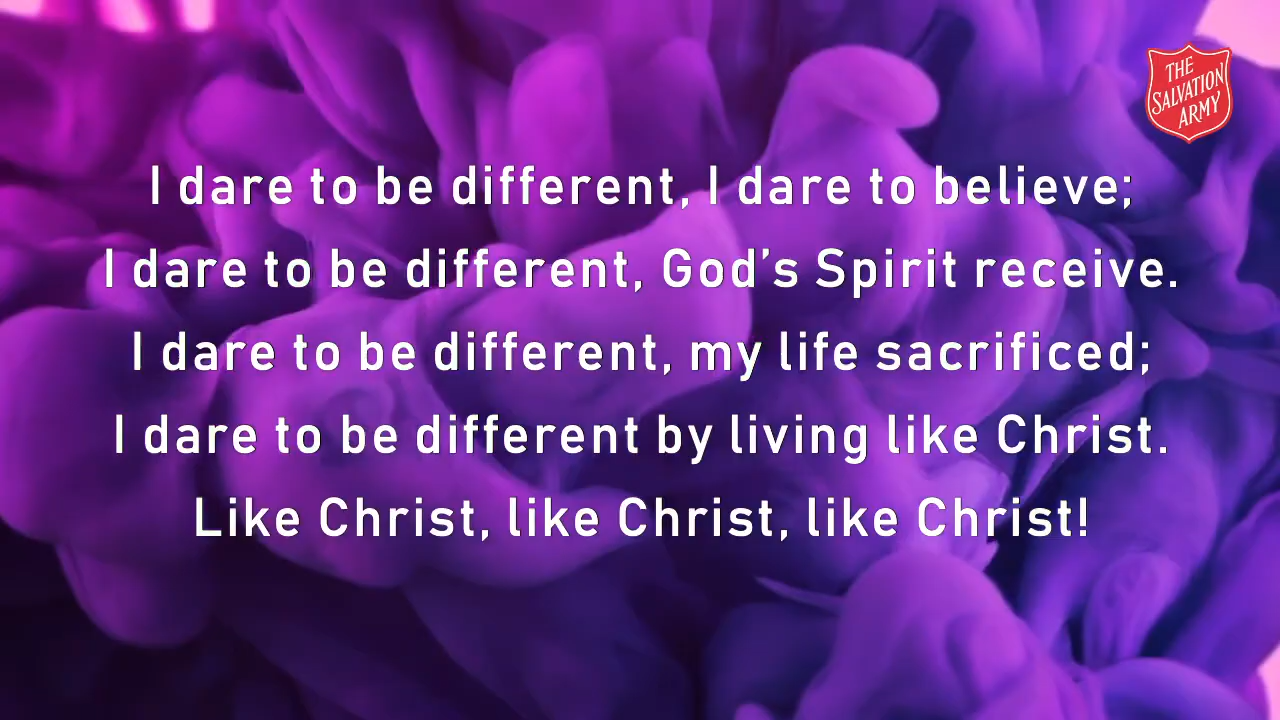 THE
SALVATION
ARMY
I dare to be different, I dare to believe;
I dare to be different, God’s Spirit receive.
I dare to be different, my life sacrificed;
I dare to be different by living like Christ.
Like Christ, like Christ, like Christ!